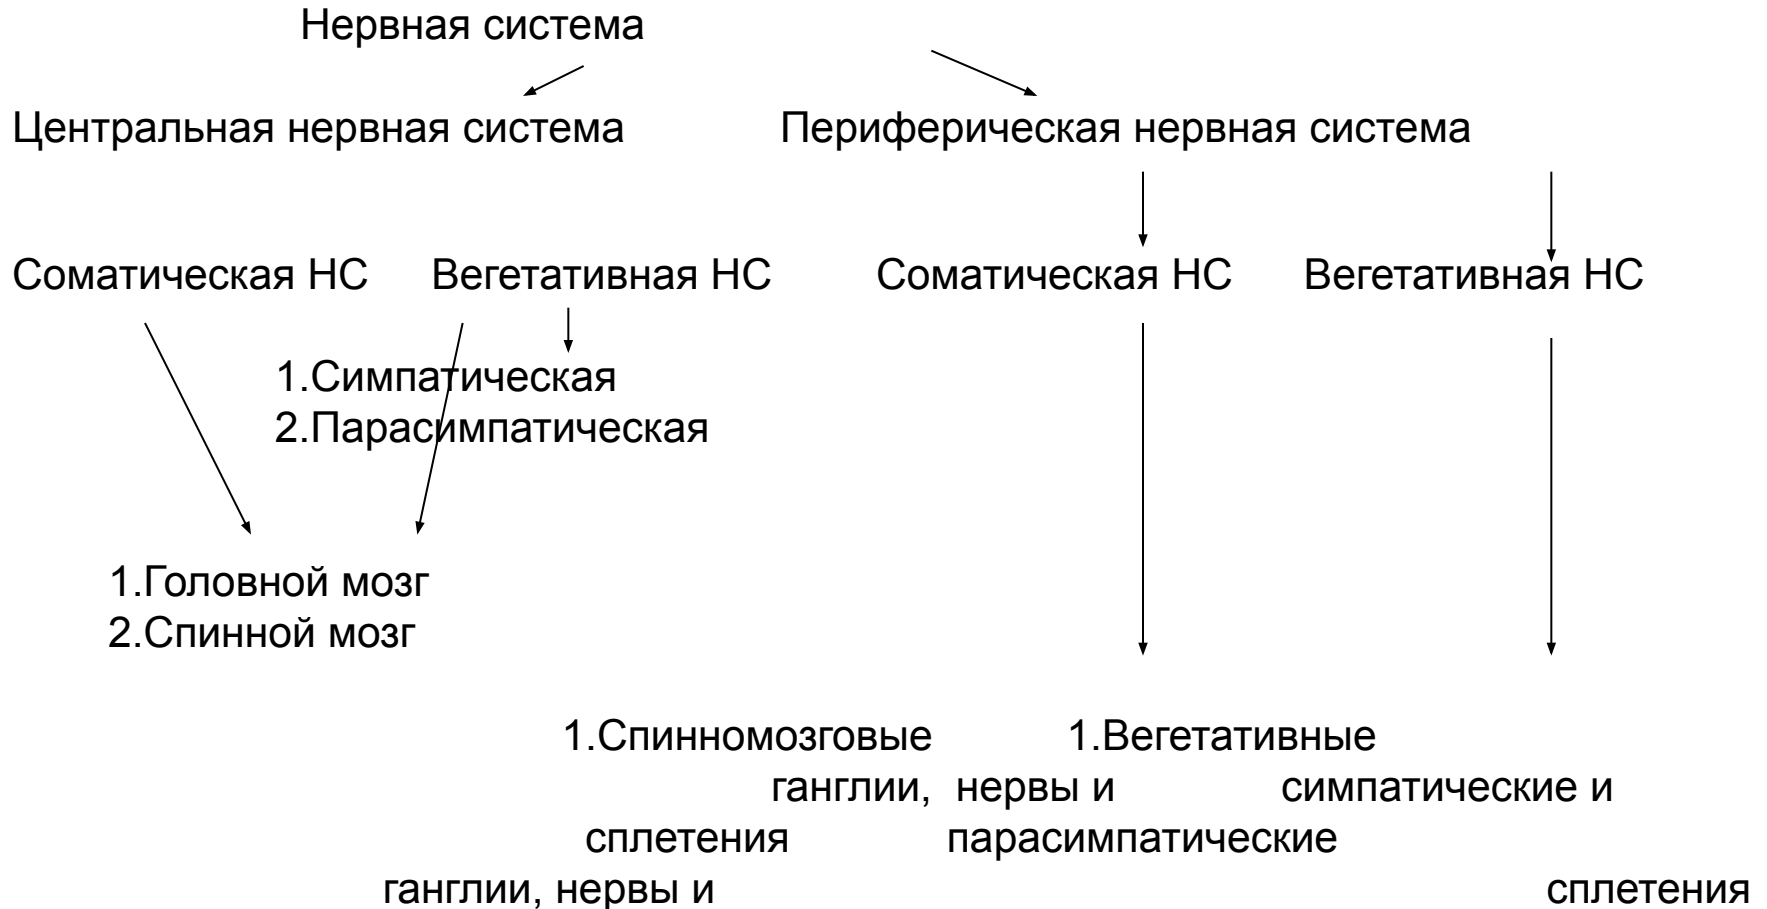 Нервная система
Центральная нервная система Периферическая нервная система
Соматическая НС Вегетативная НС Соматическая НС Вегетативная НС
1.Симпатическая
2.Парасимпатическая
1.Головной мозг
2.Спинной мозг
1.Спинномозговые 1.Вегетативные
ганглии, нервы и симпатические и
сплетения парасимпатические
ганглии, нервы и сплетения